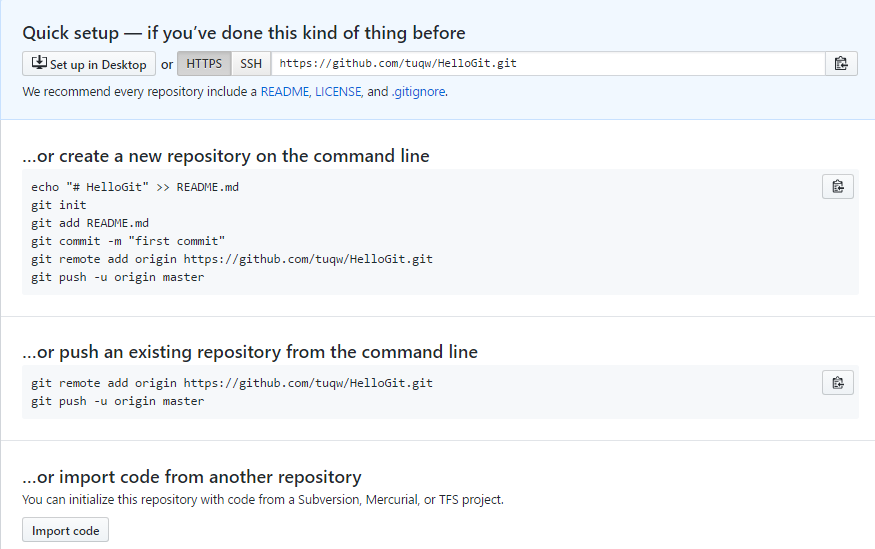 Quick setup — if you've done this kind of thing before
Set up in Desktop or HTTPS SSH https://github.com/tuqw/HelloGit.git
We recommend every repository include a README, LICENSE, and .gitignore.
…or create a new repository on the command line
echo "# HelloGit" >> README.md
git init
git add README.md
git commit -m "first commit"
git remote add origin https://github.com/tuqw/HelloGit.git
git push -u origin master
…or push an existing repository from the command line
git remote add origin https://github.com/tuqw/HelloGit.git
git push -u origin master
…or import code from another repository
You can initialize this repository with code from a Subversion, Mercurial, or TFS project.
Import code